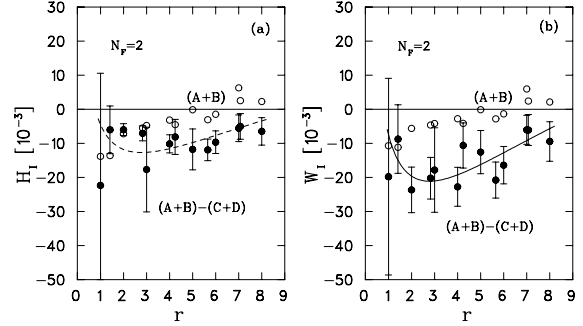 30
20
10
0
−10
−20
−30
−40
−50
H_I [10^{-3}]
(a)
N_F=2
(A+B)
(A+B)−(C+D)
0 1 2 3 4 5 6 7 8 9
r
30
20
10
0
−10
−20
−30
−40
−50
W_I [10^{-3}]
(b)
N_F=2
(A+B)
(A+B)−(C+D)
0 1 2 3 4 5 6 7 8 9
r